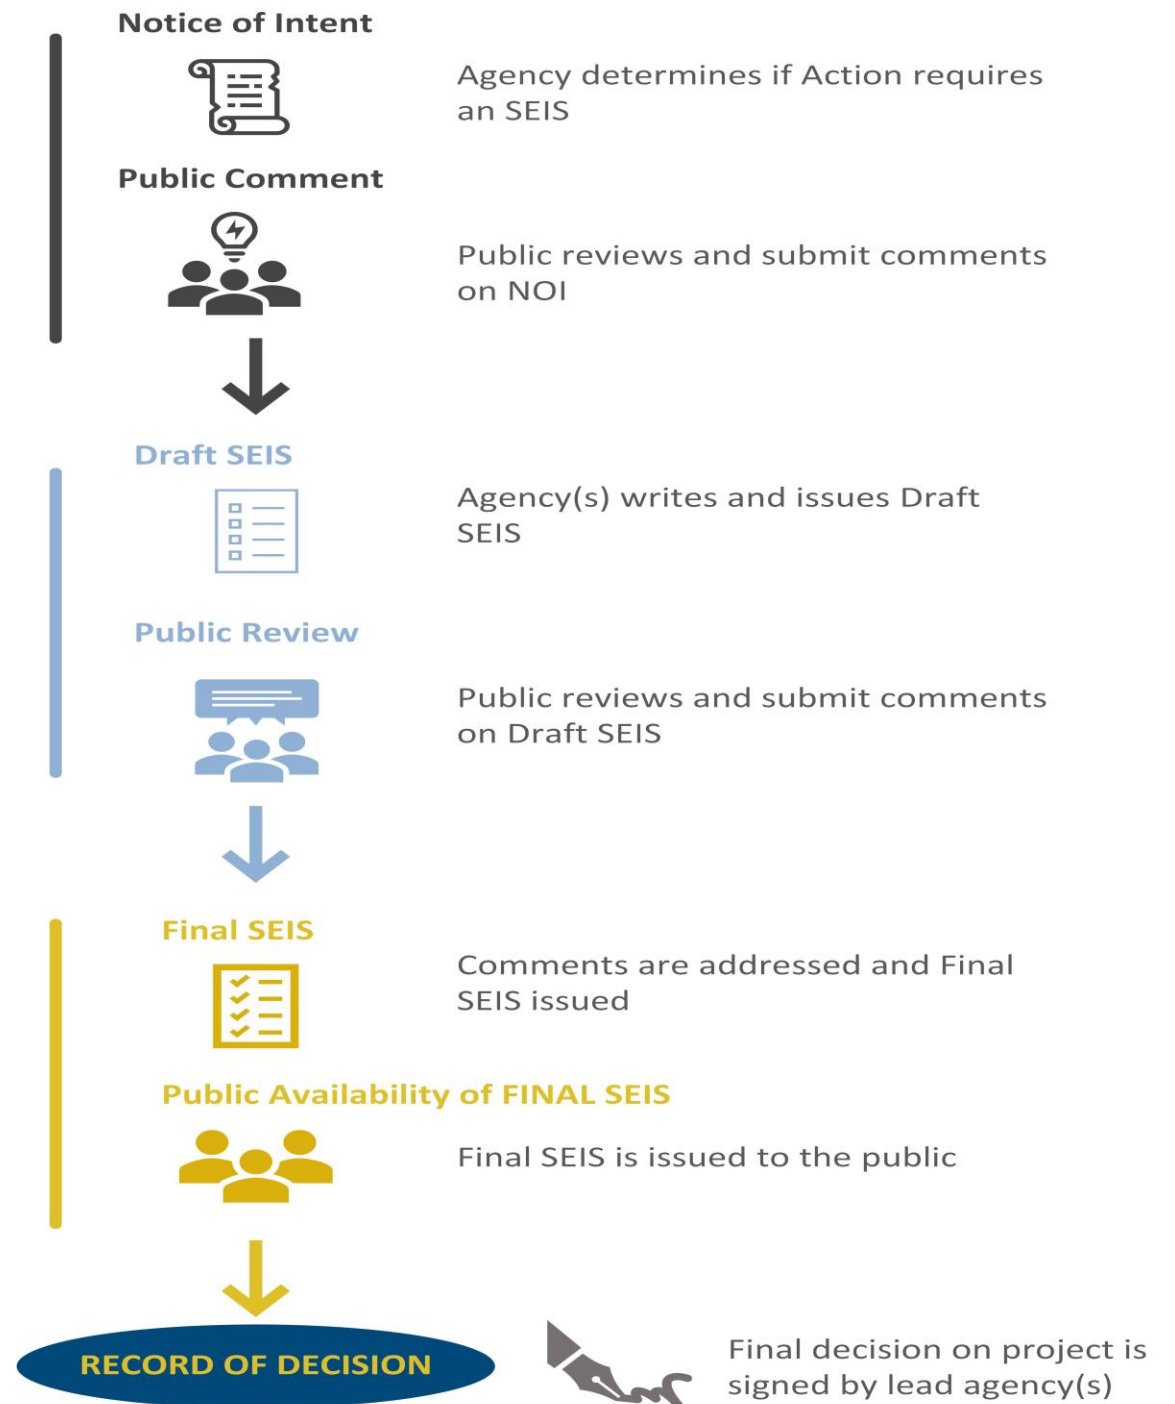 Notice of Intent
Agency determines if Action requires
an SEIS
Public Comment
Public reviews and submit comments
on NOI
Draft SEIS
Agency(s) writes and issues Draft
SEIS
Public Review
Public reviews and submit comments
on Draft SEIS
Final SEIS
Comments are addressed and Final
SEIS issued
Public Availability of FINAL SEIS
Final SEIS is issued to the public
RECORD OF DECISION
Final decision on project is
signed by lead agency(s)